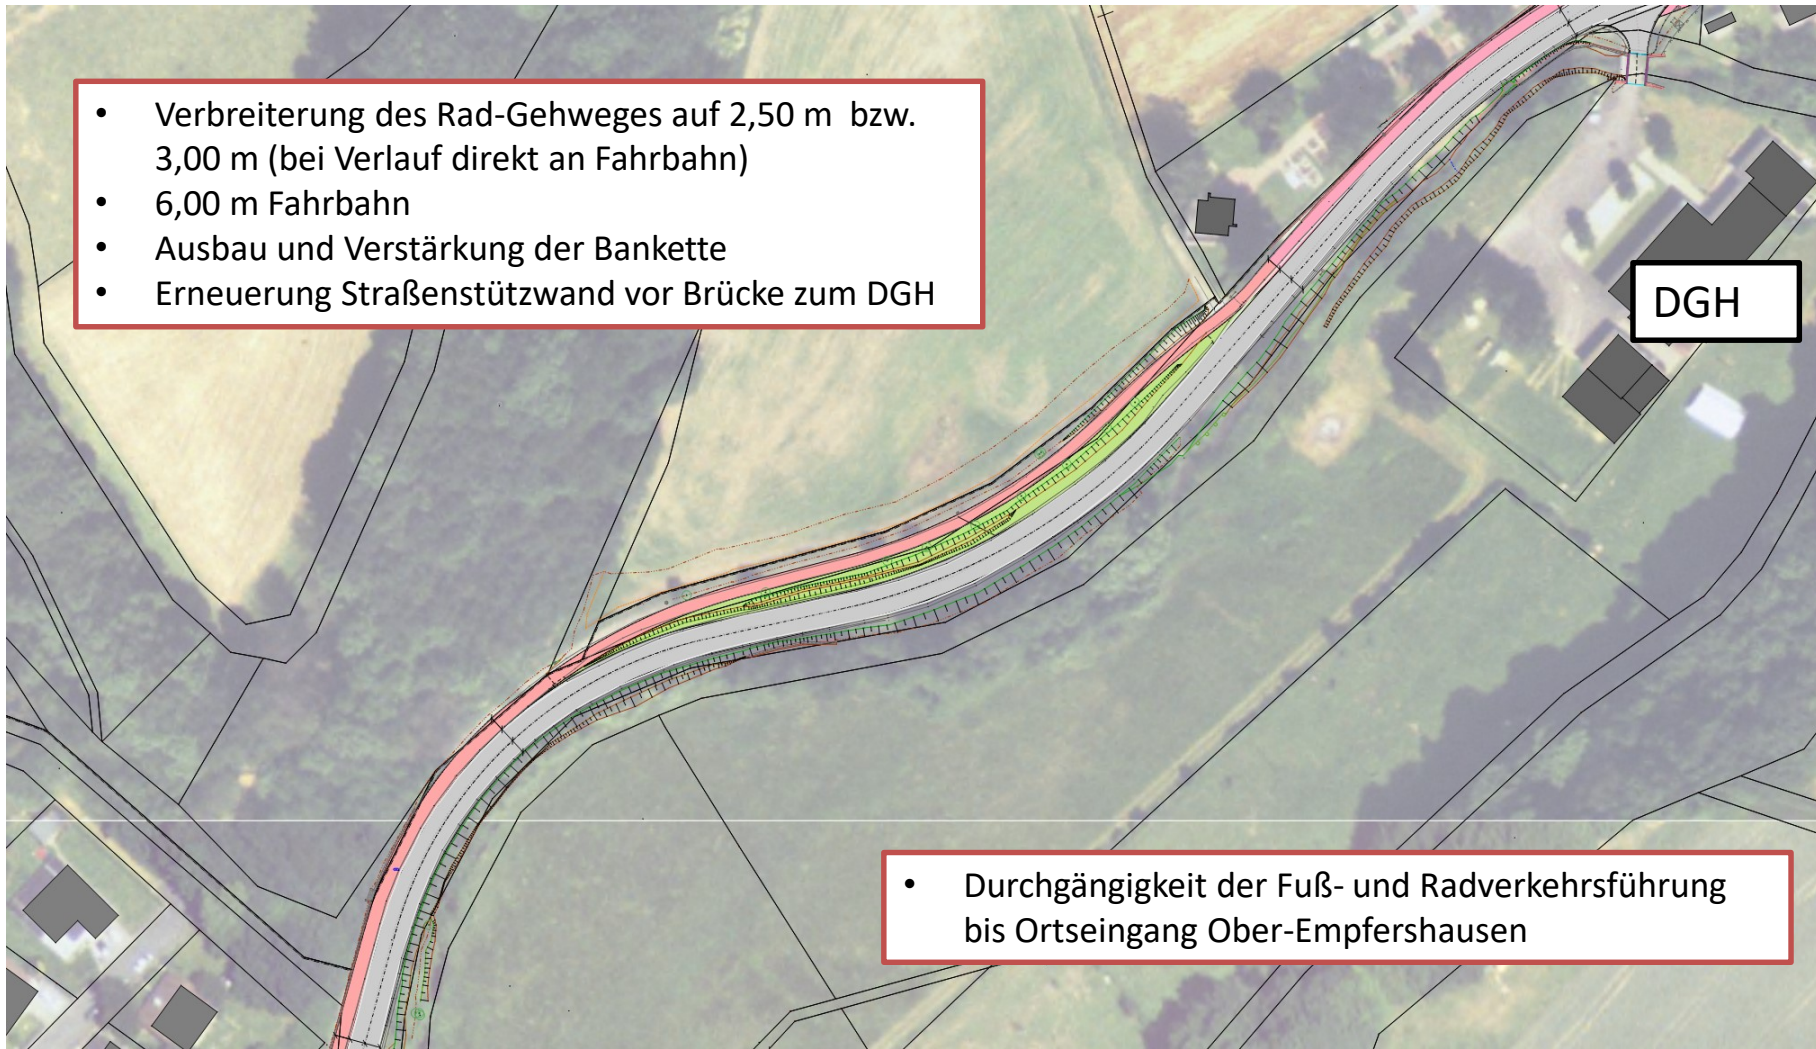 • Verbreiterung des Rad-Gehweges auf 2,50 m bzw.
3,00 m (bei Verlauf direkt an Fahrbahn)
• 6,00 m Fahrbahn
• Ausbau und Verstärkung der Bankette
• Erneuerung Straßenstützwand vor Brücke zum DGH
DGH
• Durchgängigkeit der Fuß- und Radverkehrsführung
bis Ortseingang Ober-Empfershausen